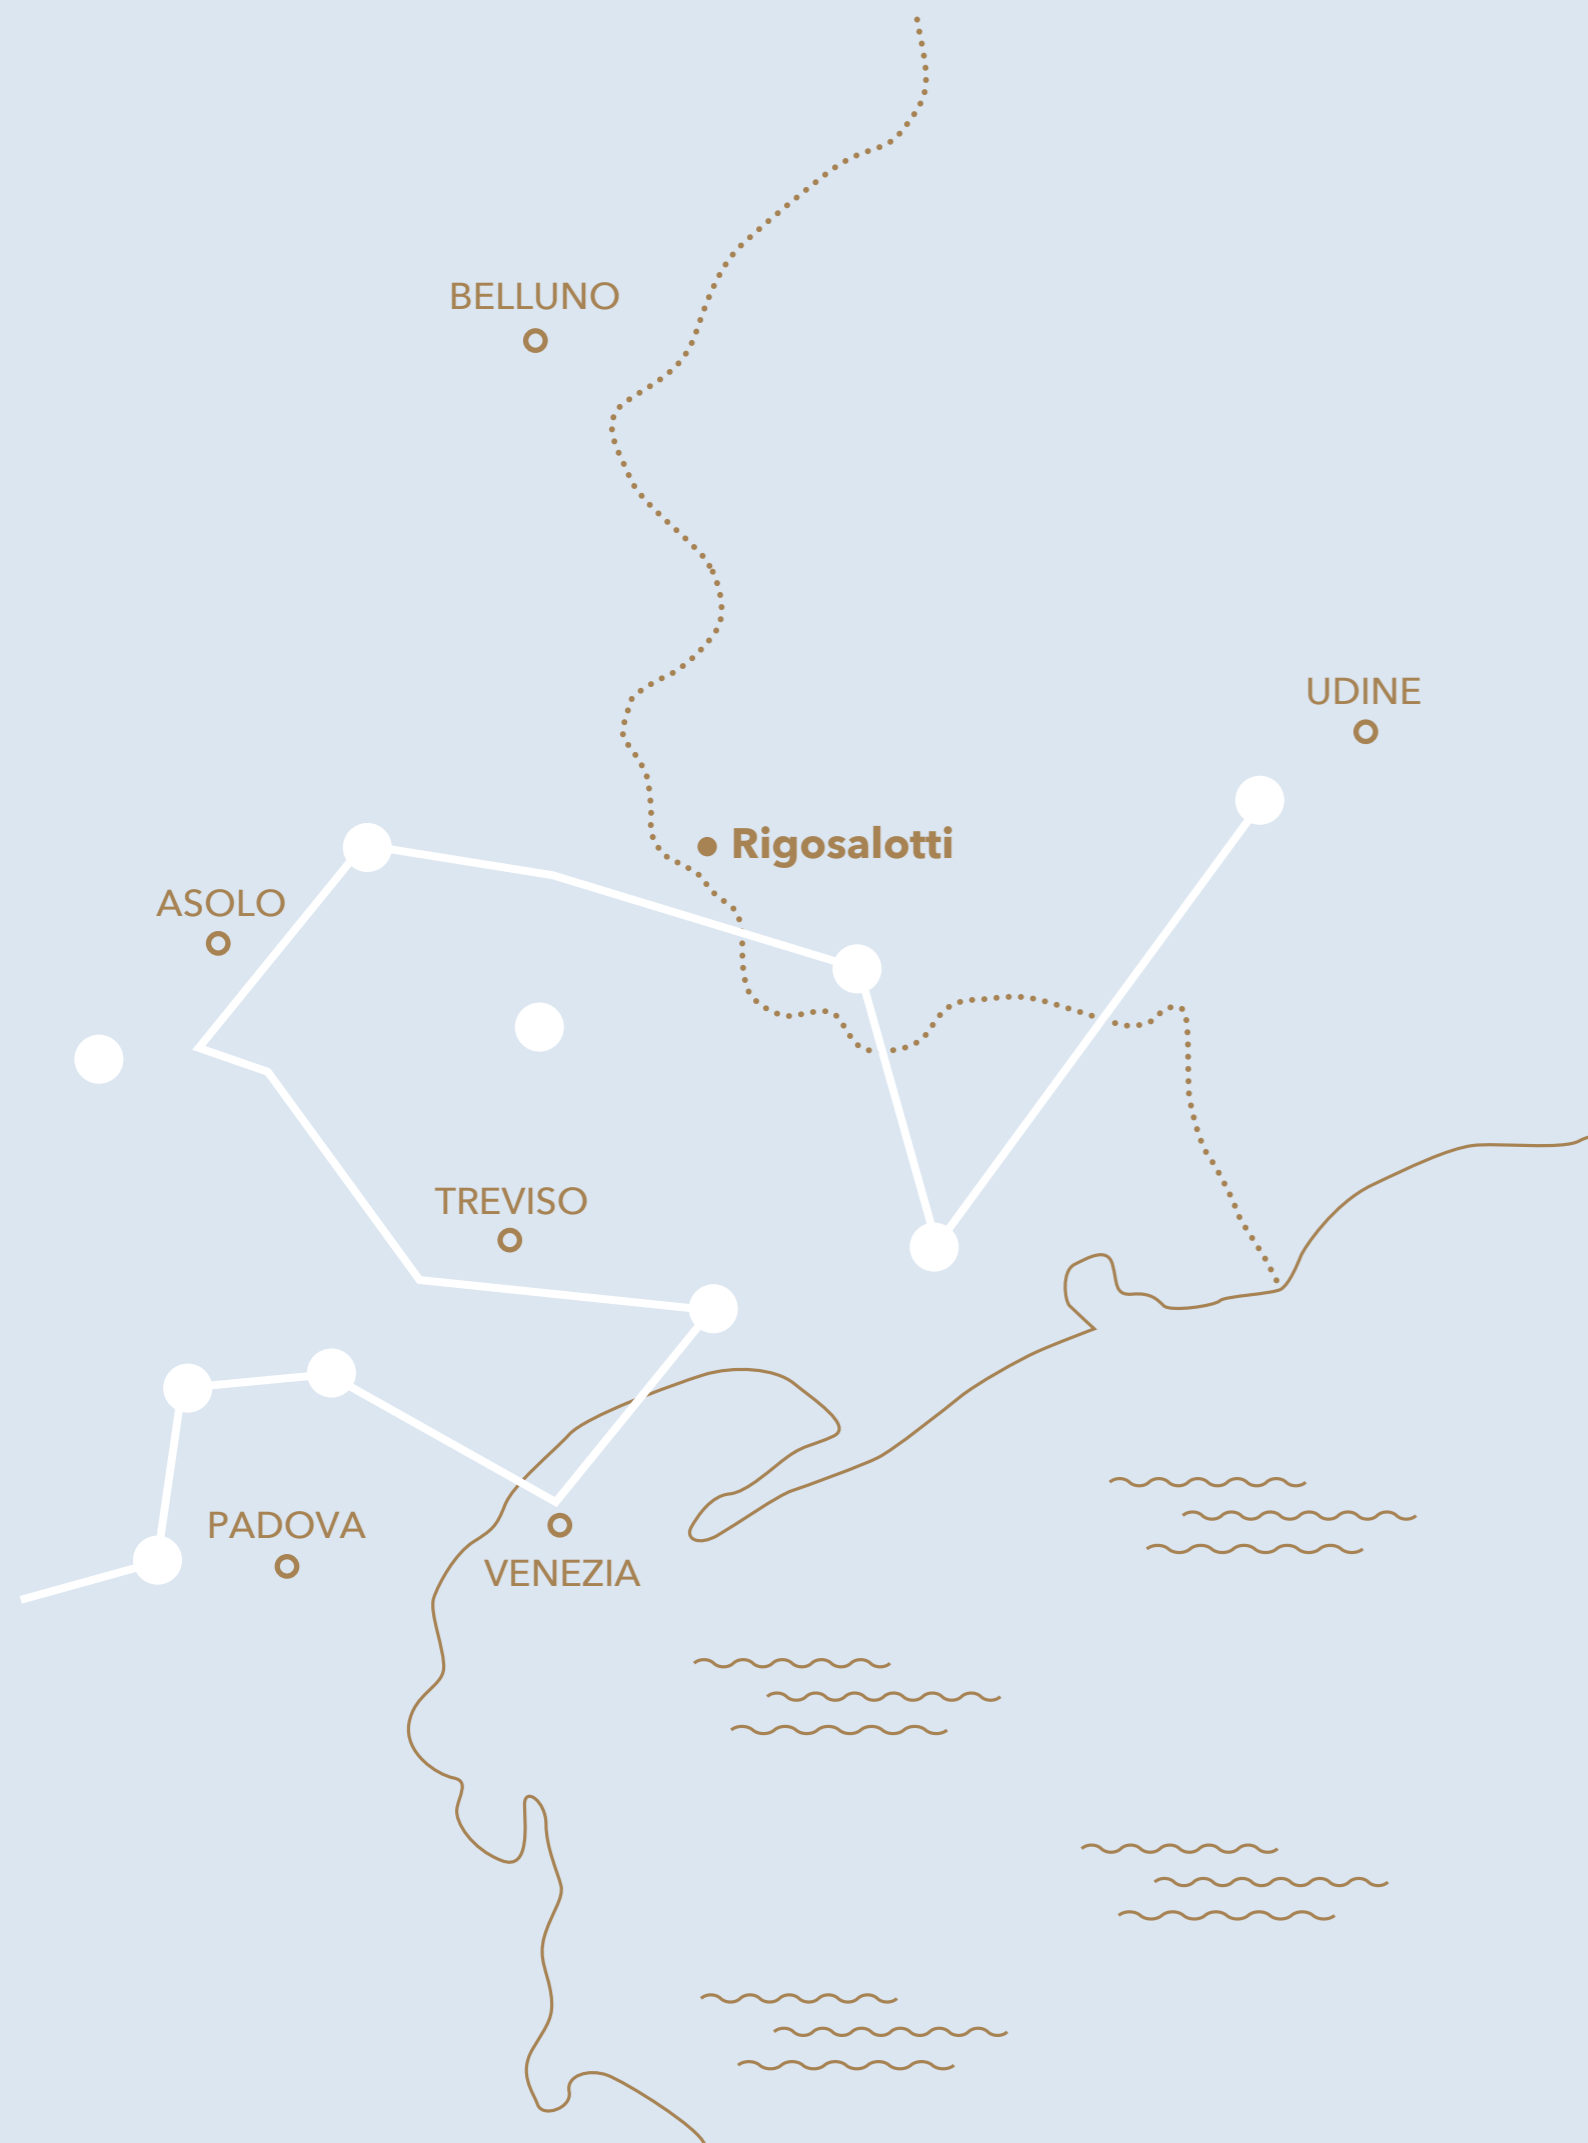 BELLUNO
UDINE
Rigosalotti
ASOLO
TREVISO
PADOVA
VENEZIA